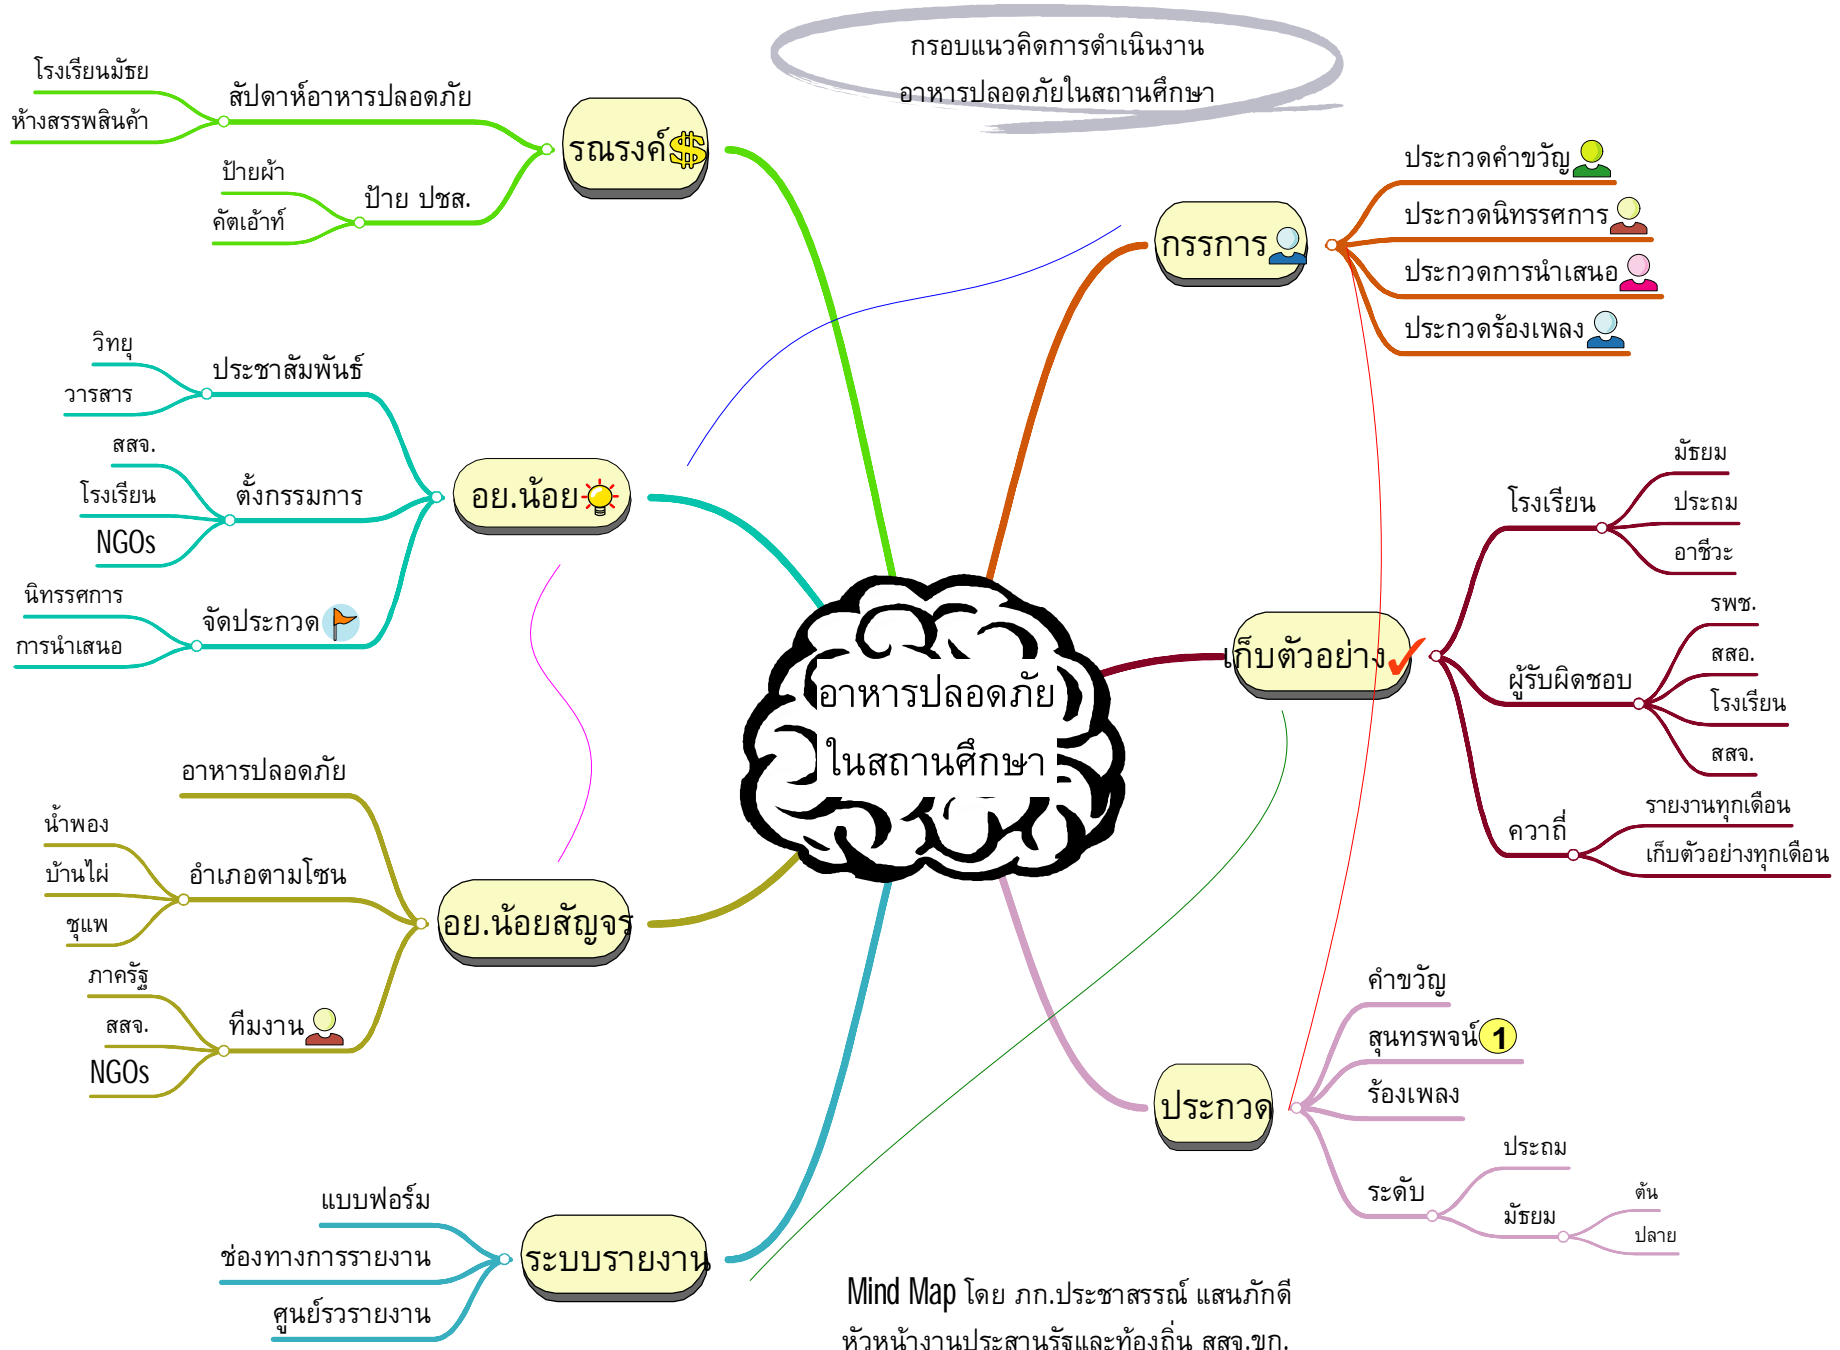 กรอบแนวคิดการดำเนินงาน
อาหารปลอดภัยในสถานศึกษา
โรงเรียนมัธย
ห้างสรรพสินค้า
สัปดาห์อาหารปลอดภัย
ป้ายผ้า
คัตเอ้าท์
ป้าย ปชส.
รณรงค์
กรรการ
ประกวดคำขวัญ
ประกวดนิทรรศการ
ประกวดการนำเสนอ
ประกวดร้องเพลง
วิทยุ
วารสาร
ประชาสัมพันธ์
สสจ.
โรงเรียน
NGOs
ตั้งกรรมการ
นิทรรศการ
การนำเสนอ
จัดประกวด
อย.น้อย
อาหารปลอดภัย
ในสถานศึกษา
เก็บตัวอย่าง
โรงเรียน
มัธยม
ประถม
อาชีวะ
ผู้รับผิดชอบ
รพช.
สสอ.
โรงเรียน
สสจ.
ควาถี่
รายงานทุกเดือน
เก็บตัวอย่างทุกเดือน
อาหารปลอดภัย
น้ำพอง
บ้านไผ่
ชุแพ
อำเภอตามโซน
ภาครัฐ
สสจ.
NGOs
ทีมงาน
อย.น้อยสัญจร
ประกวด
คำขวัญ
สุนทรพจน์ 1
ร้องเพลง
ระดับ
ประถม
มัธยม
ต้น
ปลาย
แบบฟอร์ม
ช่องทางการรายงาน
ศูนย์รวรายงาน
ระบบรายงาน
Mind Map โดย ภก.ประชาสรรณ์ แสนภักดี
หัวหน้างานประสานรัฐและท้องถิ่น สสจ.ขก.